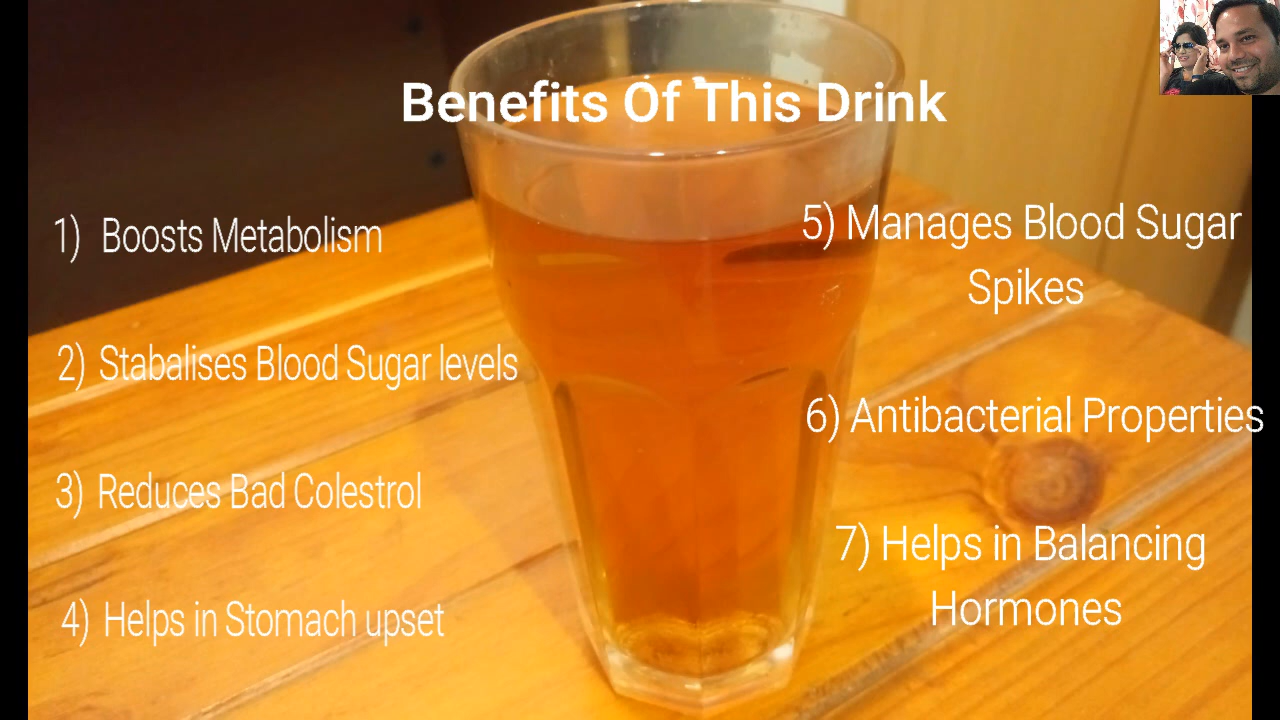 Benefits Of This Drink
1) Boosts Metabolism
2) Stabalises Blood Sugar levels
3) Reduces Bad Colestrol
4) Helps in Stomach upset
5) Manages Blood Sugar
Spikes
6) Antibacterial Properties
7) Helps in Balancing
Hormones